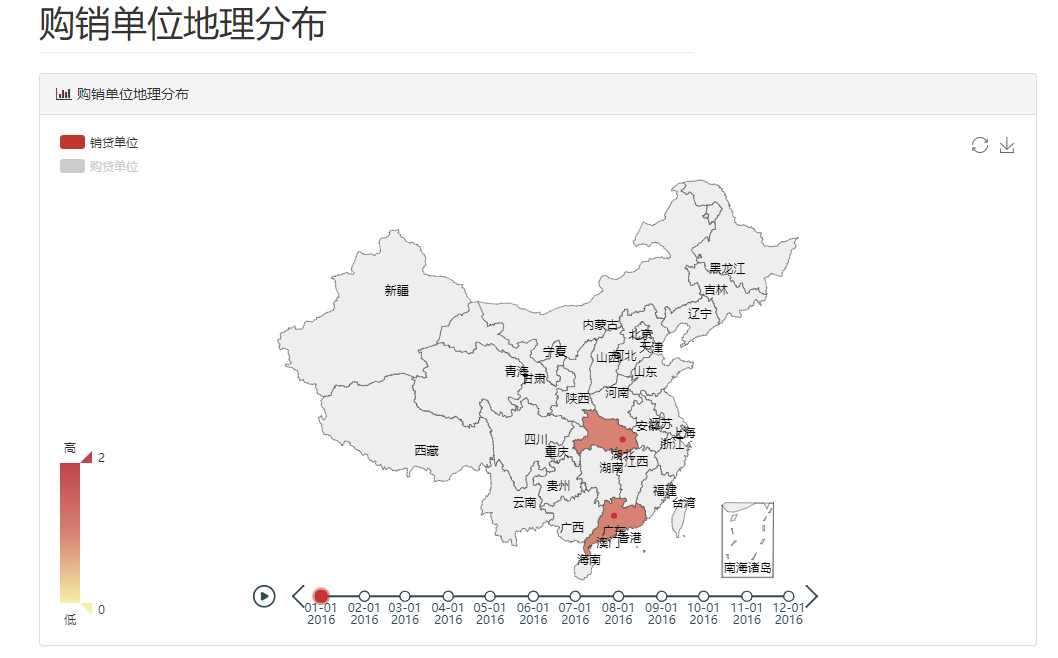 购销单位地理分布
购销单位地理分布
销贷单位
购贷单位
黑龙江
新疆
吉林
辽宁
内蒙古
北京
天津
宁夏
山西
河北
青海
甘肃
山东
陕西
河南
安徽
江苏
上海
四川
浙江
西藏
重庆
湖北
湖南
江西
贵州
福建
云南
台湾
广西
广东
香港
澳门
海南
南海诸岛
高
2
0
低
01-01 02-01 03-01 04-01 05-01 06-01 07-01 08-01 09-01 10-01 11-01 12-01
2016 2016 2016 2016 2016 2016 2016 2016 2016 2016 2016 2016